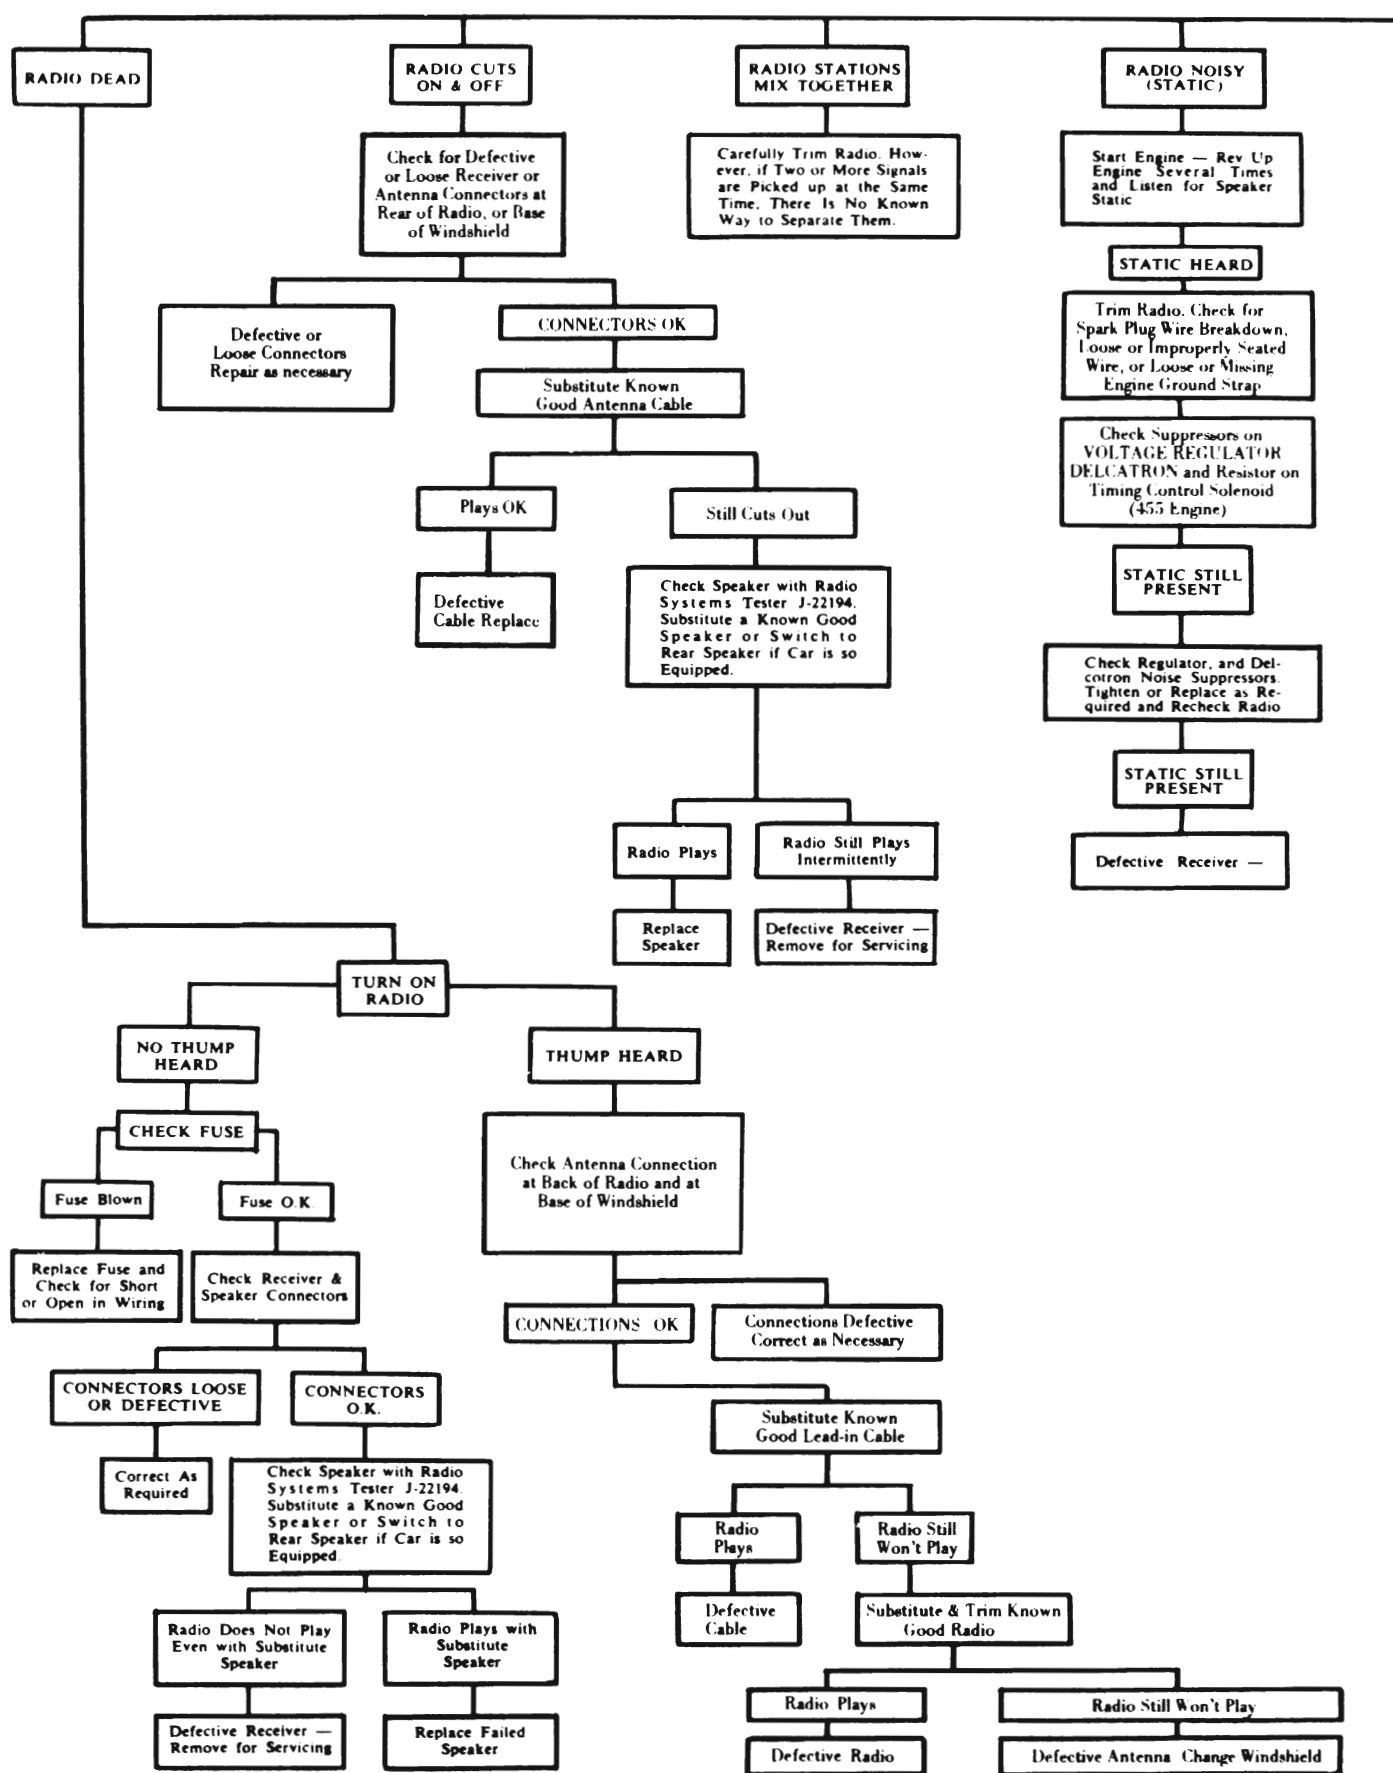 RADIO DEAD
RADIO CUTS
ON & OFF
RADIO STATIONS
MIX TOGETHER
RADIO NOISY
(STATIC)
Check for Defective
or Loose Receiver or
Antenna Connectors at
Rear of Radio, or Base
of Windshield
Carefully Trim Radio. How-
ever, if Two or More Signals
are Picked up at the Same
Time, There Is No Known
Way to Separate Them.
Start Engine — Rev Up
Engine Several Times
and Listen for Speaker
Static
STATIC HEARD
Defective or
Loose Connectors
Repair as necessary
CONNECTORS OK
Trim Radio. Check for
Spark Plug Wire Breakdown,
Loose or Improperly Seated
Wire, or Loose or Missing
Engine Ground Strap
Substitute Known
Good Antenna Cable
Check Suppressors on
VOLTAGE REGULATOR
DELCATRON and Resistor on
Timing Control Solenoid
(455 Engine)
Plays OK
Still Cuts Out
STATIC STILL
PRESENT
Defective
Cable Replace
Check Speaker with Radio
Systems Tester J-22194.
Substitute a Known Good
Speaker or Switch to
Rear Speaker if Car is so
Equipped.
Check Regulator, and Del-
cotron Noise Suppressors.
Tighten or Replace as Re-
quired and Recheck Radio
STATIC STILL
PRESENT
Radio Plays
Radio Still Plays
Intermittently
Defective Receiver —
Replace
Speaker
Defective Receiver —
Remove for Servicing
TURN ON
RADIO
NO THUMP
HEARD
THUMP HEARD
CHECK FUSE
Check Antenna Connection
at Back of Radio and at
Base of Windshield
Fuse Blown
Fuse O.K.
Replace Fuse and
Check for Short
or Open in Wiring
Check Receiver &
Speaker Connectors
CONNECTIONS OK
Connections Defective
Correct as Necessary
CONNECTORS LOOSE
OR DEFECTIVE
CONNECTORS
O.K.
Substitute Known
Good Lead-in Cable
Correct As
Required
Check Speaker with Radio
Systems Tester J-22194.
Substitute a Known Good
Speaker or Switch to
Rear Speaker if Car is so
Equipped.
Radio
Plays
Radio Still
Won't Play
Defective
Cable
Substitute & Trim Known
Good Radio
Radio Does Not Play
Even with Substitute
Speaker
Radio Plays with
Substitute
Speaker
Radio Plays
Radio Still Won't Play
Defective Receiver —
Remove for Servicing
Replace Failed
Speaker
Defective Radio
Defective Antenna Change Windshield